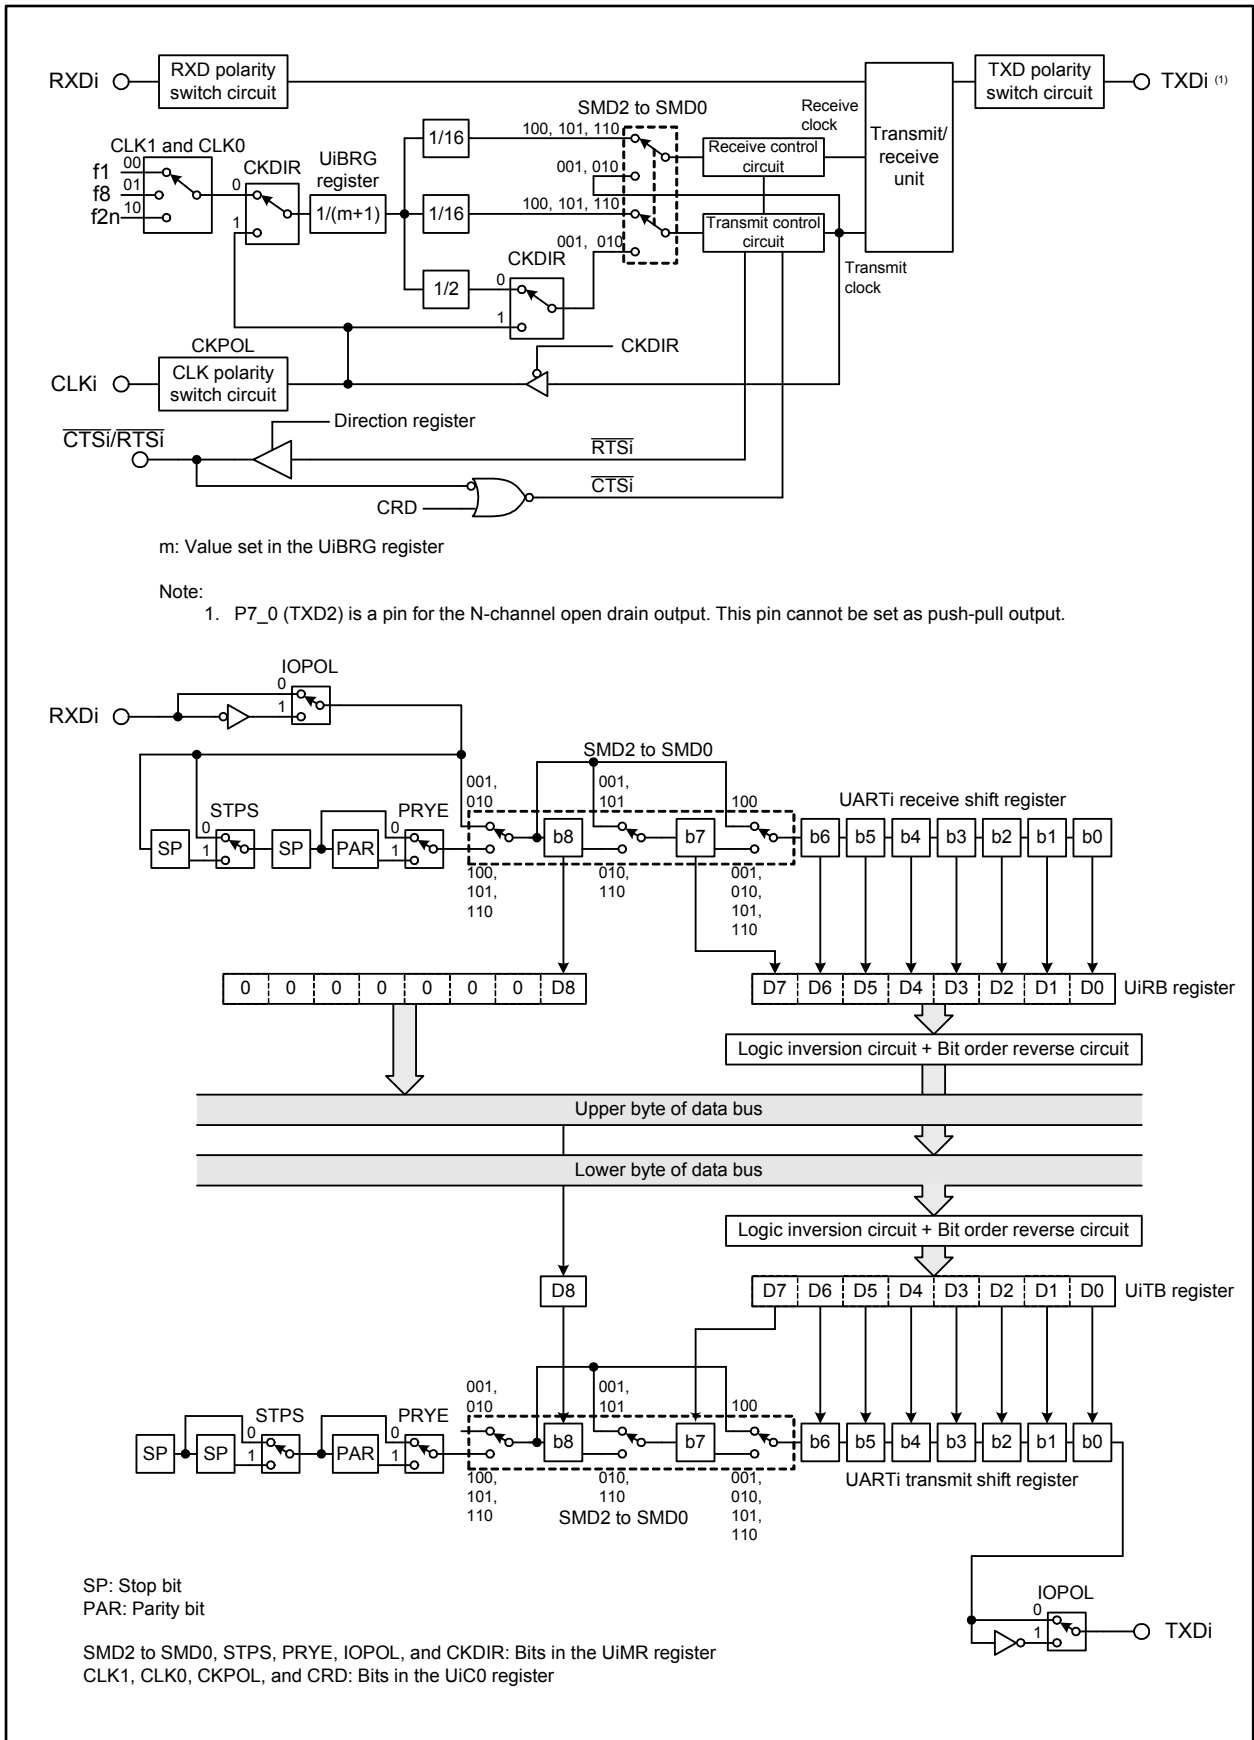 RXDi
RXD polarity
switch circuit
TXD polarity
switch circuit
TXDi (1)
SMD2 to SMD0
Receive
clock
Transmit/
receive
unit
CLK1 and CLK0
f1
00
f8
01
f2n
10
CKDIR
0
1
UiBRG
register
1/(m+1)
1/16
100, 101, 110
001, 010
Receive control
circuit
1/16
100, 101, 110
001, 010
Transmit control
circuit
Transmit
clock
1/2
CKDIR
0
1
CKDIR
CKPOL
CLKi
CLK polarity
switch circuit
Direction register
CTSi/RTSi
RTSi
CTSi
CRD
m: Value set in the UiBRG register
Note:
1. P7_0 (TXD2) is a pin for the N-channel open drain output. This pin cannot be set as push-pull output.
IOPOL
0
1
RXDi
SMD2 to SMD0
001,
010
001,
101
100
UARTi receive shift register
STPS
PRYE
SP
0
1
SP
PAR
0
1
b8
b7
b6 b5 b4 b3 b2 b1 b0
100,
101,
110
010,
110
001,
010,
101,
110
0 0 0 0 0 0 0 D8
D7 D6 D5 D4 D3 D2 D1 D0
UiRB register
Logic inversion circuit + Bit order reverse circuit
Upper byte of data bus
Lower byte of data bus
Logic inversion circuit + Bit order reverse circuit
D8
D7 D6 D5 D4 D3 D2 D1 D0
UiTB register
001,
010
001,
101
100
STPS
PRYE
SP
SP
0
1
PAR
0
1
b8
b7
b6 b5 b4 b3 b2 b1 b0
100,
101,
110
010,
110
001,
010,
101,
110
SMD2 to SMD0
UARTi transmit shift register
IOPOL
0
1
TXDi
SP: Stop bit
PAR: Parity bit
SMD2 to SMD0, STPS, PRYE, IOPOL, and CKDIR: Bits in the UiMR register
CLK1, CLK0, CKPOL, and CRD: Bits in the UiC0 register